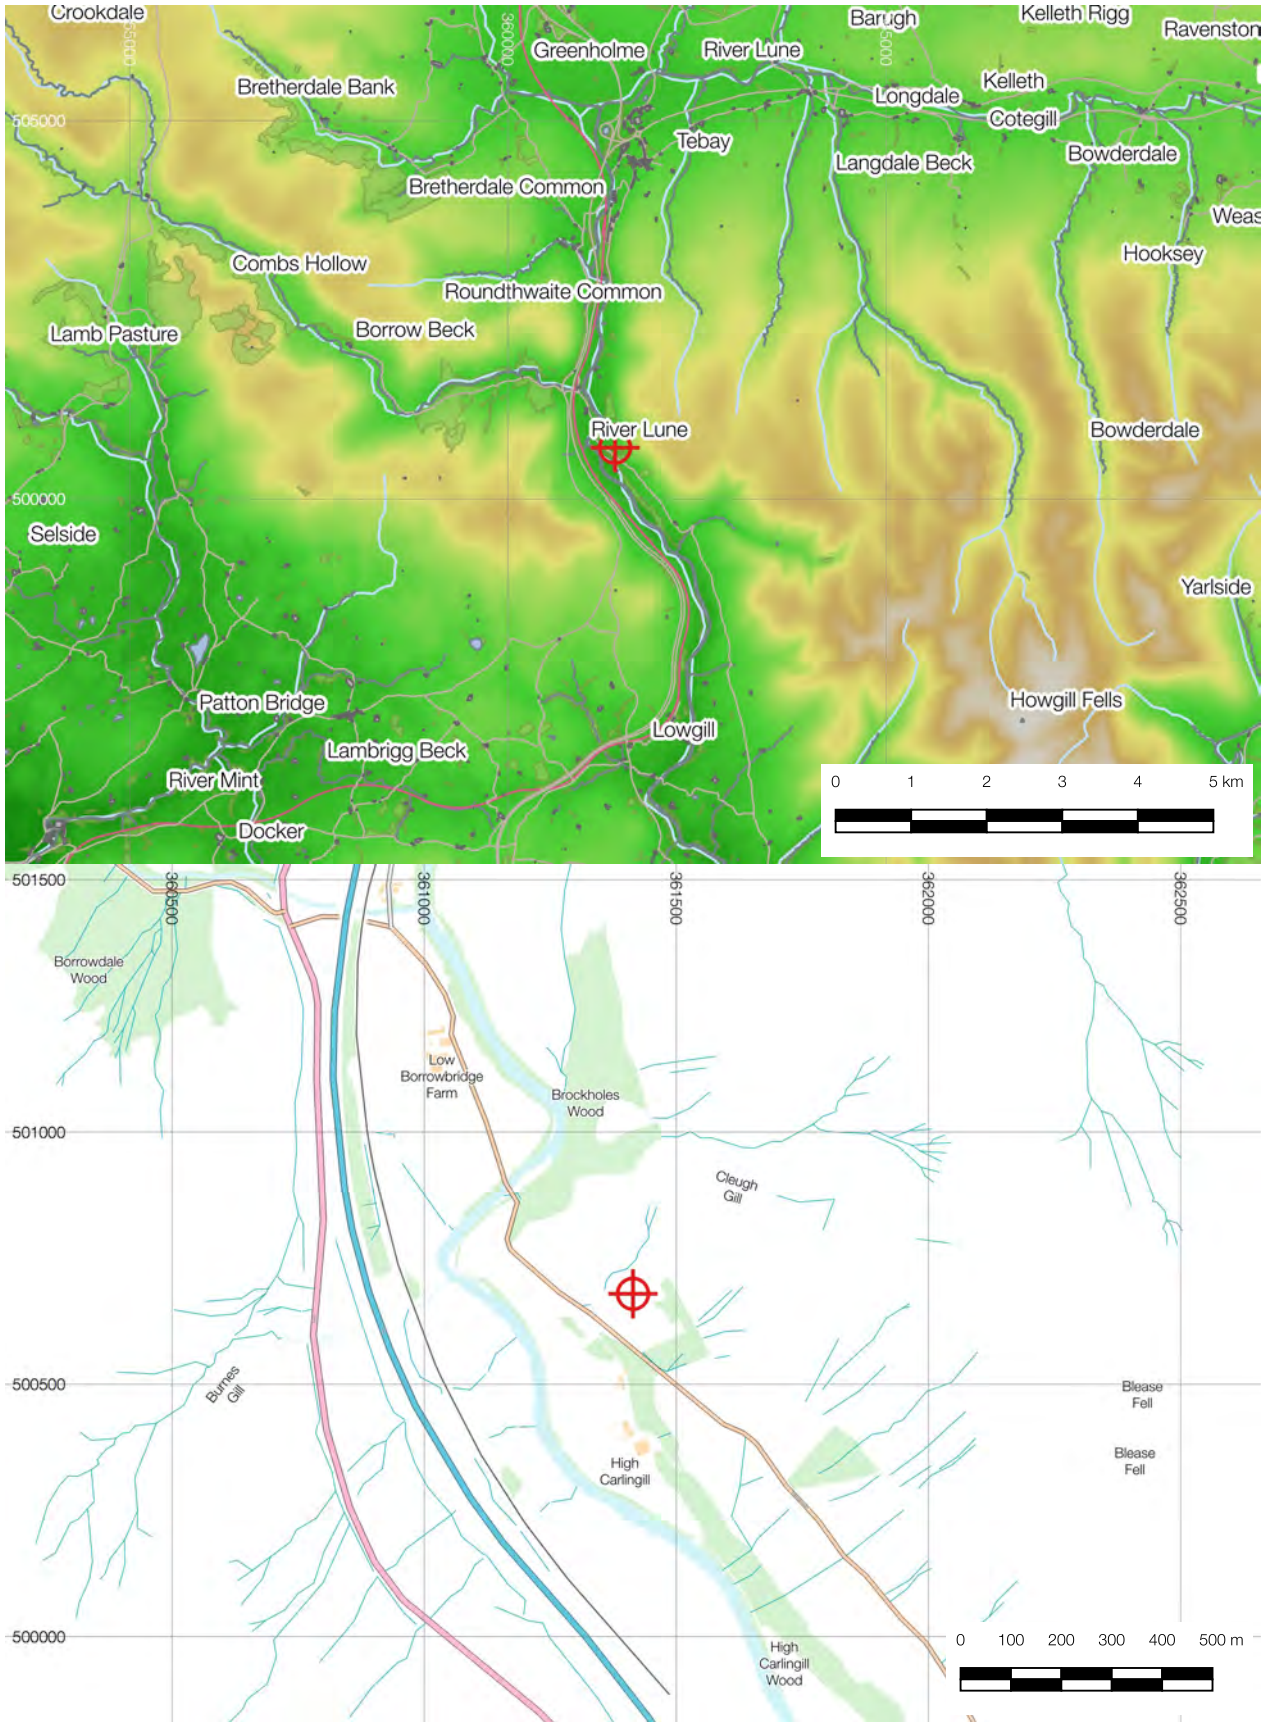 Crookdale
Barugh
Kelleth Rigg
Ravenston
Greenholme
River Lune
360000
Bretherdale Bank
Kelleth
Longdale
505000
Cotegill
Tebay
Bowderdale
Langdale Beck
Bretherdale Common
Weas
Hooksey
Combs Hollow
Roundthwaite Common
Borrow Beck
Lamb Pasture
River Lune
Bowderdale
500000
Selside
Yarlside
Patton Bridge
Howgill Fells
Lowgill
Lambrigg Beck
River Mint
0 1 2 3 4 5 km
Docker
501500
360500
361000
361500
362000
362500
Borrowdale
Wood
Low
Borrowbridge
Farm
Brockholes
Wood
501000
Cleugh
Gill
500500
Burnes
Gill
Blease
Fell
Blease
Fell
High
Carlingill
500000
High
Carlingill
Wood
0 100 200 300 400 500 m